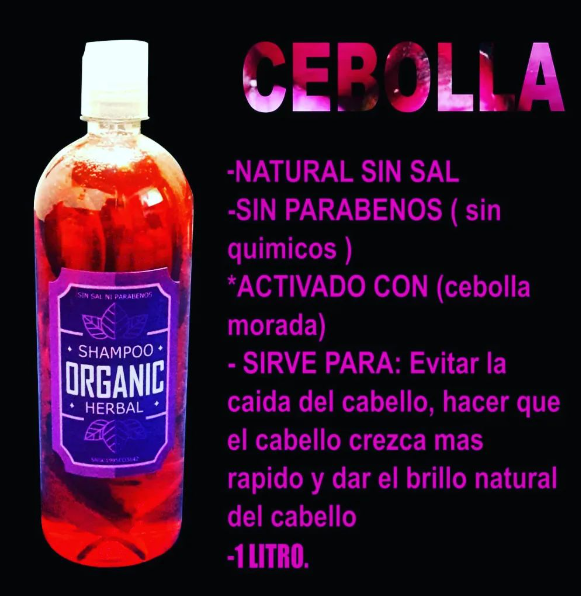 CEBOLLA
-NATURAL SIN SAL
-SIN PARABENOS ( sin
quimicos )
*ACTIVADO CON (cebolla
morada)
- SIRVE PARA: Evitar la
caida del cabello, hacer que
el cabello crezca mas
rapido y dar el brillo natural
del cabello
-1 LITRO.
SIN SAL NI PARABENOS
SHAMPOO
ORGANIC
HERBAL